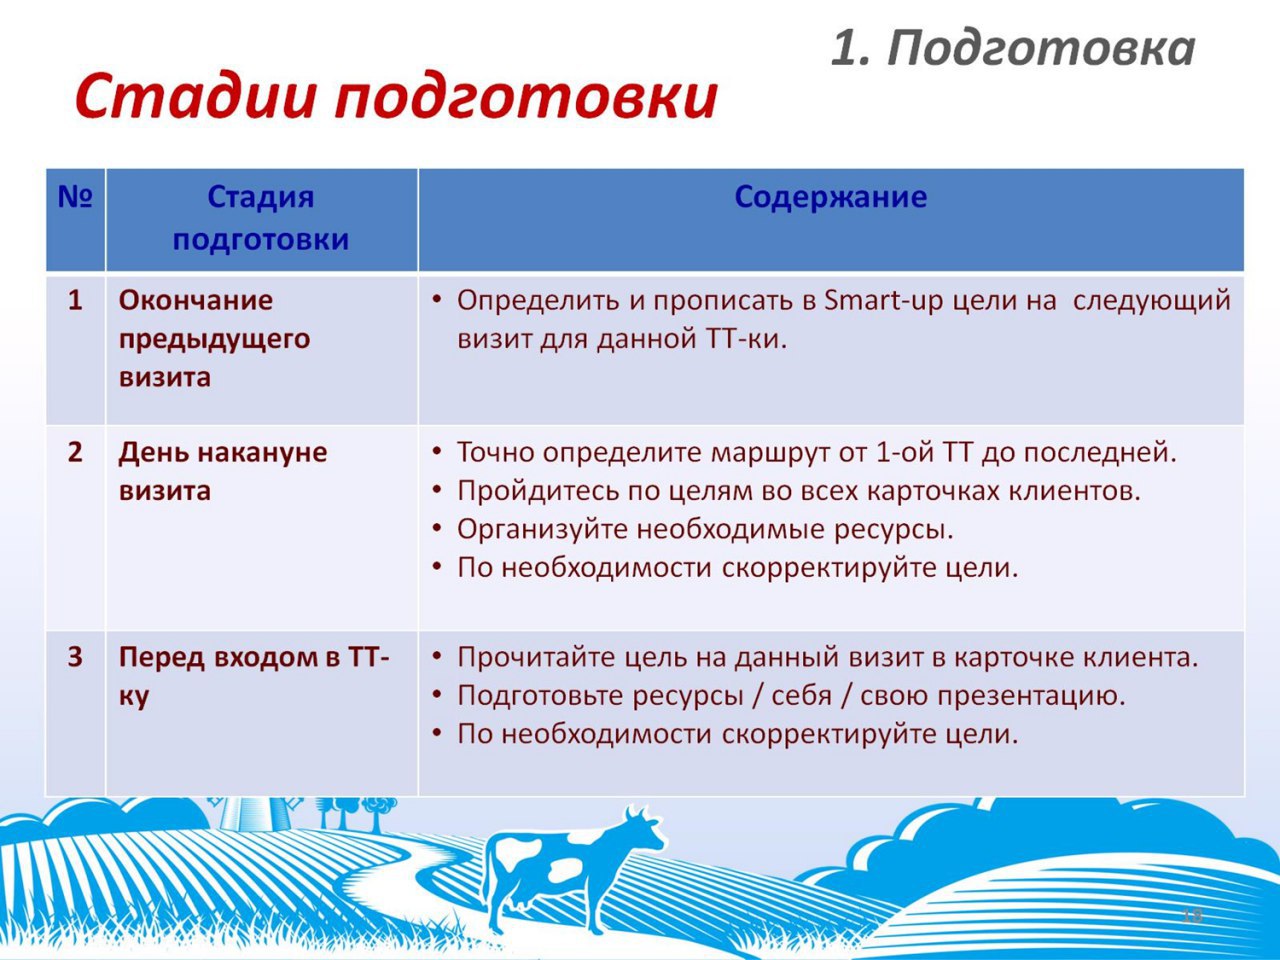 1. Подготовка
Стадии подготовки
№
Стадия
подготовки
Содержание
1
Окончание
предыдущего
визита
• Определить и прописать в Smart-up цели на следующий
визит для данной ТТ-ки.
2
День накануне
визита
• Точно определите маршрут от 1-ой ТТ до последней.
• Пройдитесь по целям во всех карточках клиентов.
• Организуйте необходимые ресурсы.
• По необходимости скорректируйте цели.
3
Перед входом в ТТ-
ку
• Прочитайте цель на данный визит в карточке клиента.
• Подготовьте ресурсы / себя / свою презентацию.
• По необходимости скорректируйте цели.
18